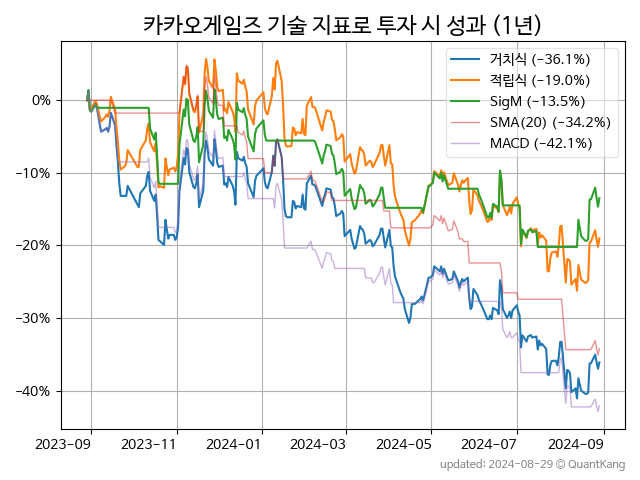 카카오게임즈 기술 지표로 투자 시 성과 (1년)
거치식 (−36.1%)
적립식 (−19.0%)
SigM (−13.5%)
SMA(20) (−34.2%)
MACD (−42.1%)
0%
−10%
−20%
−30%
−40%
2023-09 2023-11 2024-01 2024-03 2024-05 2024-07 2024-09
updated: 2024-08-29 © QuantKang